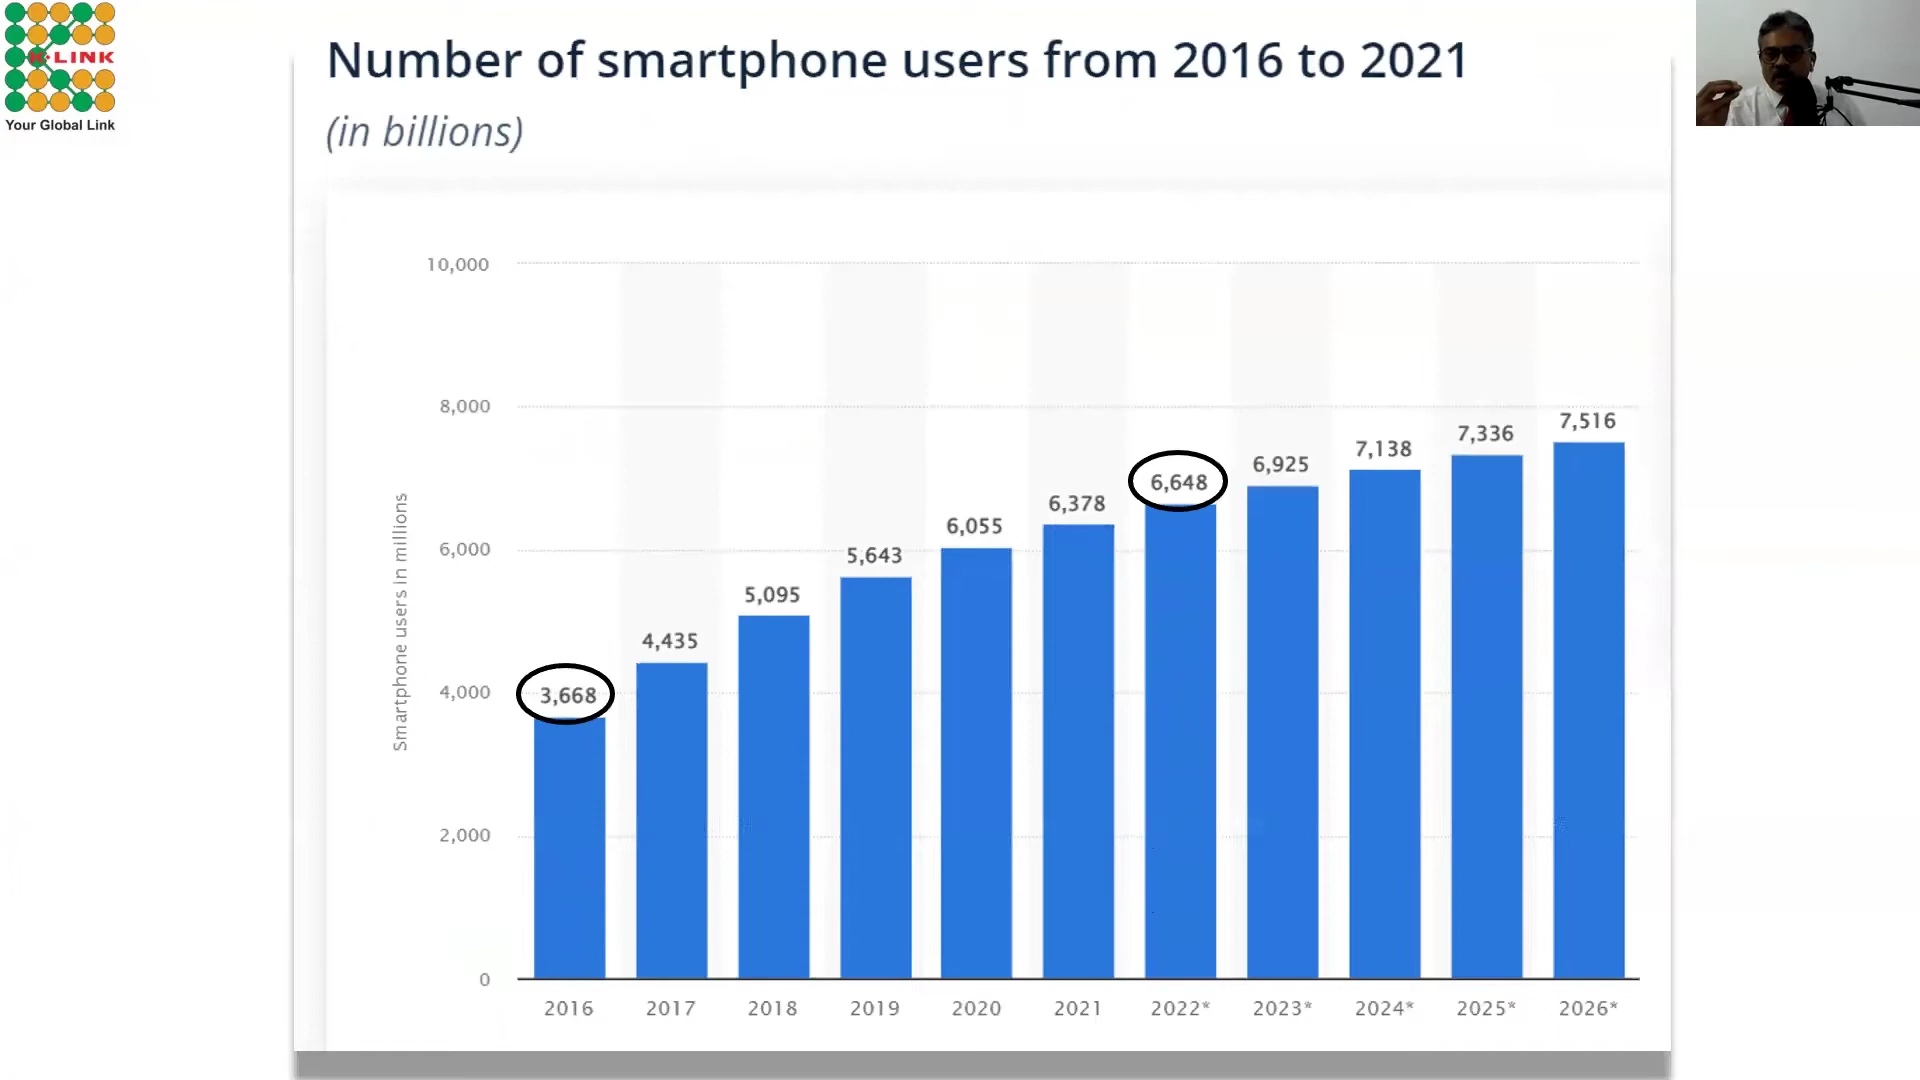 K-LINK
Your Global Link
Number of smartphone users from 2016 to 2021
(in billions)
Smartphone users in millions
10,000
8,000
6,000
4,000
2,000
0
3,668
4,435
5,095
5,643
6,055
6,378
6,648
6,925
7,138
7,336
7,516
2016 2017 2018 2019 2020 2021 2022* 2023* 2024* 2025* 2026*